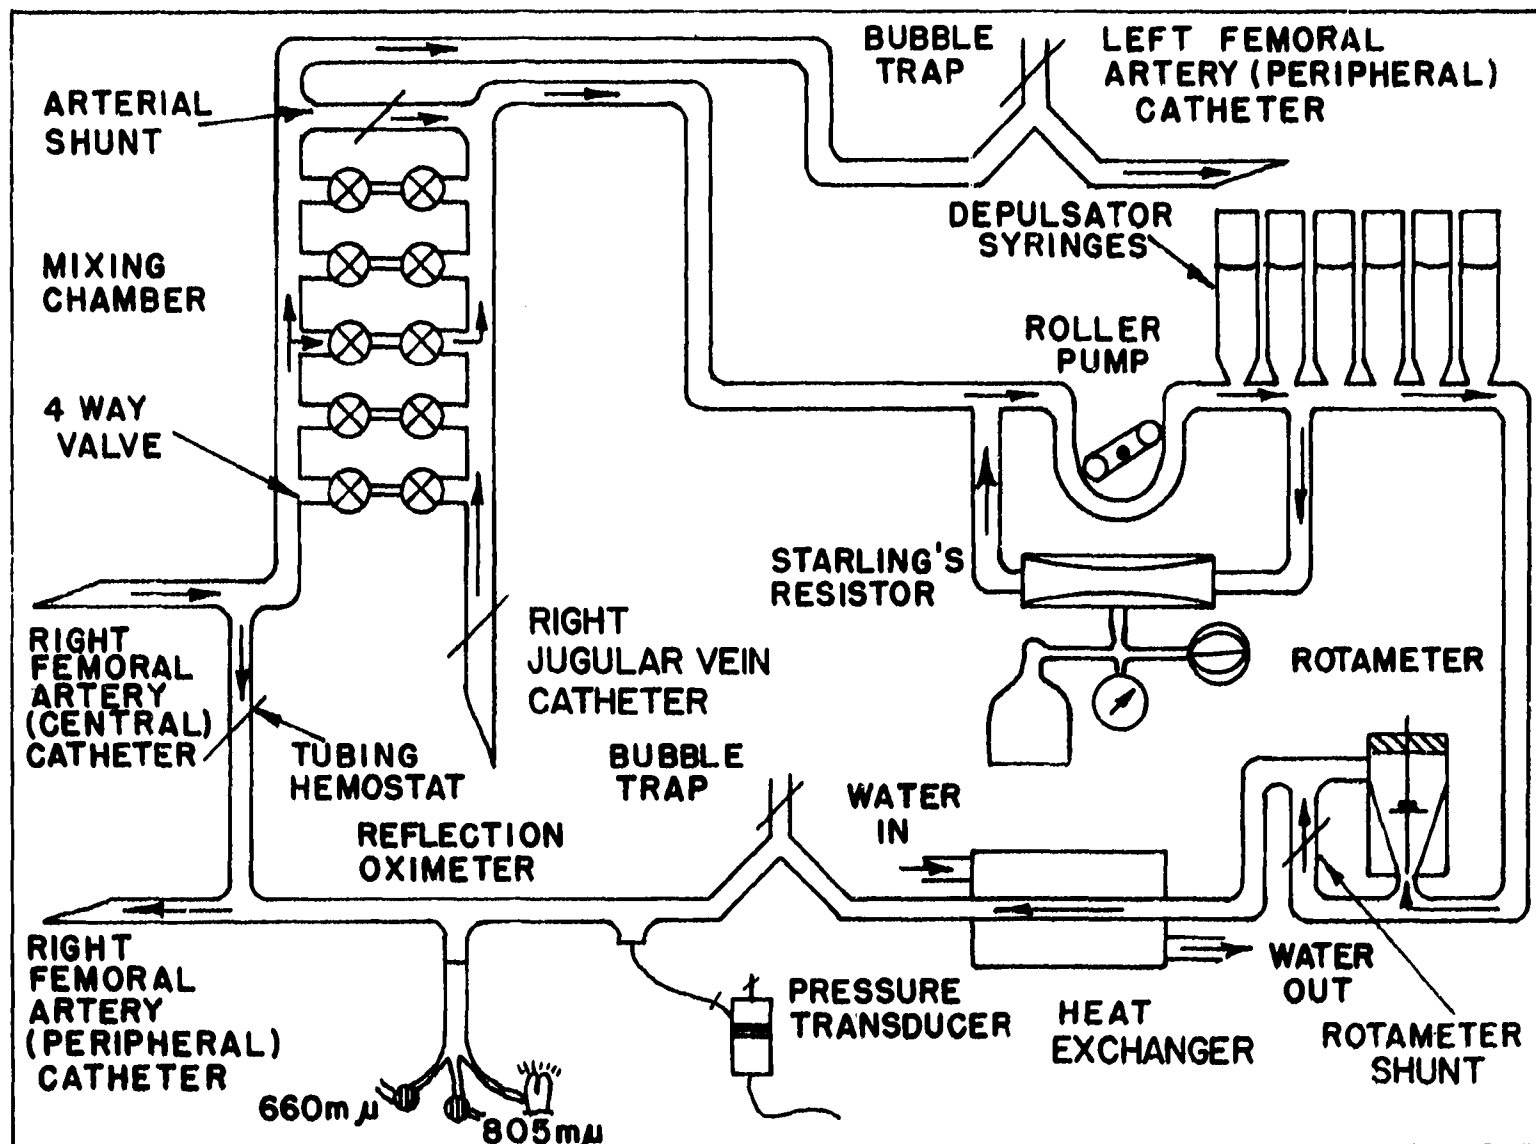 BUBBLE
TRAP
LEFT FEMORAL
ARTERY (PERIPHERAL)
CATHETER
ARTERIAL
SHUNT
DEPULSATOR
SYRINGES
MIXING
CHAMBER
ROLLER
PUMP
4 WAY
VALVE
STARLING'S
RESISTOR
RIGHT
JUGULAR VEIN
CATHETER
RIGHT
FEMORAL
ARTERY
(CENTRAL)
CATHETER
ROTAMETER
TUBING
HEMOSTAT
BUBBLE
TRAP
WATER
IN
REFLECTION
OXIMETER
RIGHT
FEMORAL
ARTERY
(PERIPHERAL)
CATHETER
PRESSURE
TRANSDUCER
HEAT
EXCHANGER
WATER
OUT
ROTAMETER
SHUNT
660mμ
805mμ